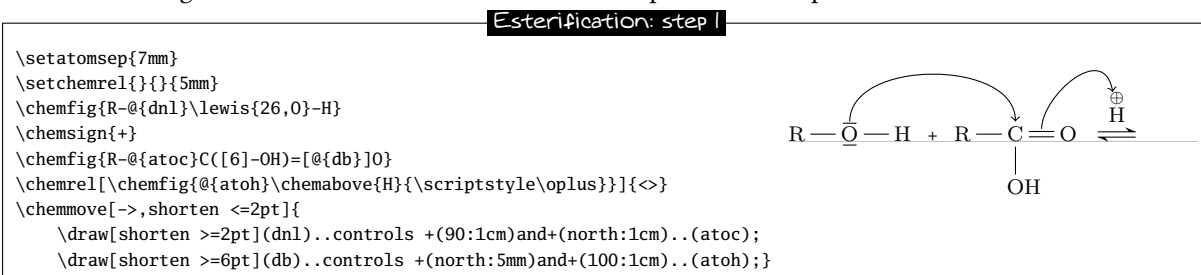 Esterification: step 1
\setatomsep{7mm}
\setchemrel{}{}{5mm}
\chemfig{R-@{dnl}\lewis{26,O}-H}
\chemsign{+}
\chemfig{R-@{atoc}C([6]-OH)=[@{db}]O}
\chemrel[\chemfig{@{atoh}\chemabove{H}{\scriptstyle\oplus}}]{<>}
\chemmove[->,shorten <=2pt]{
    \draw[shorten >=2pt](dnl)..controls +(90:1cm)and+(north:1cm)..(atoc);
    \draw[shorten >=6pt](db)..controls +(north:5mm)and+(100:1cm)..(atoh);}
⊕
H
R — O — H + R — C = O
OH